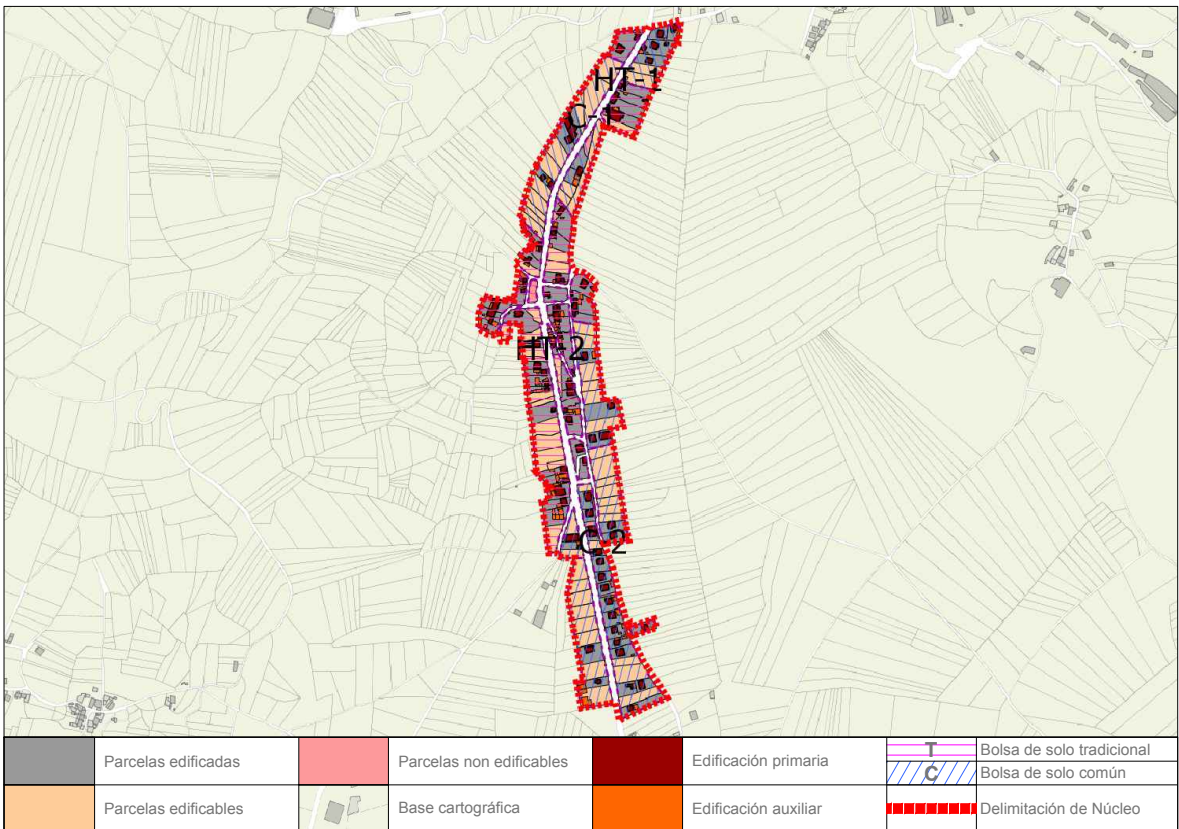 HT-1
C-1
HT-2
C-2
Parcelas edificadas
Parcelas non edificables
Edificación primaria
T
Bolsa de solo tradicional
C
Bolsa de solo común
Parcelas edificables
Base cartográfica
Edificación auxiliar
Delimitación de Núcleo